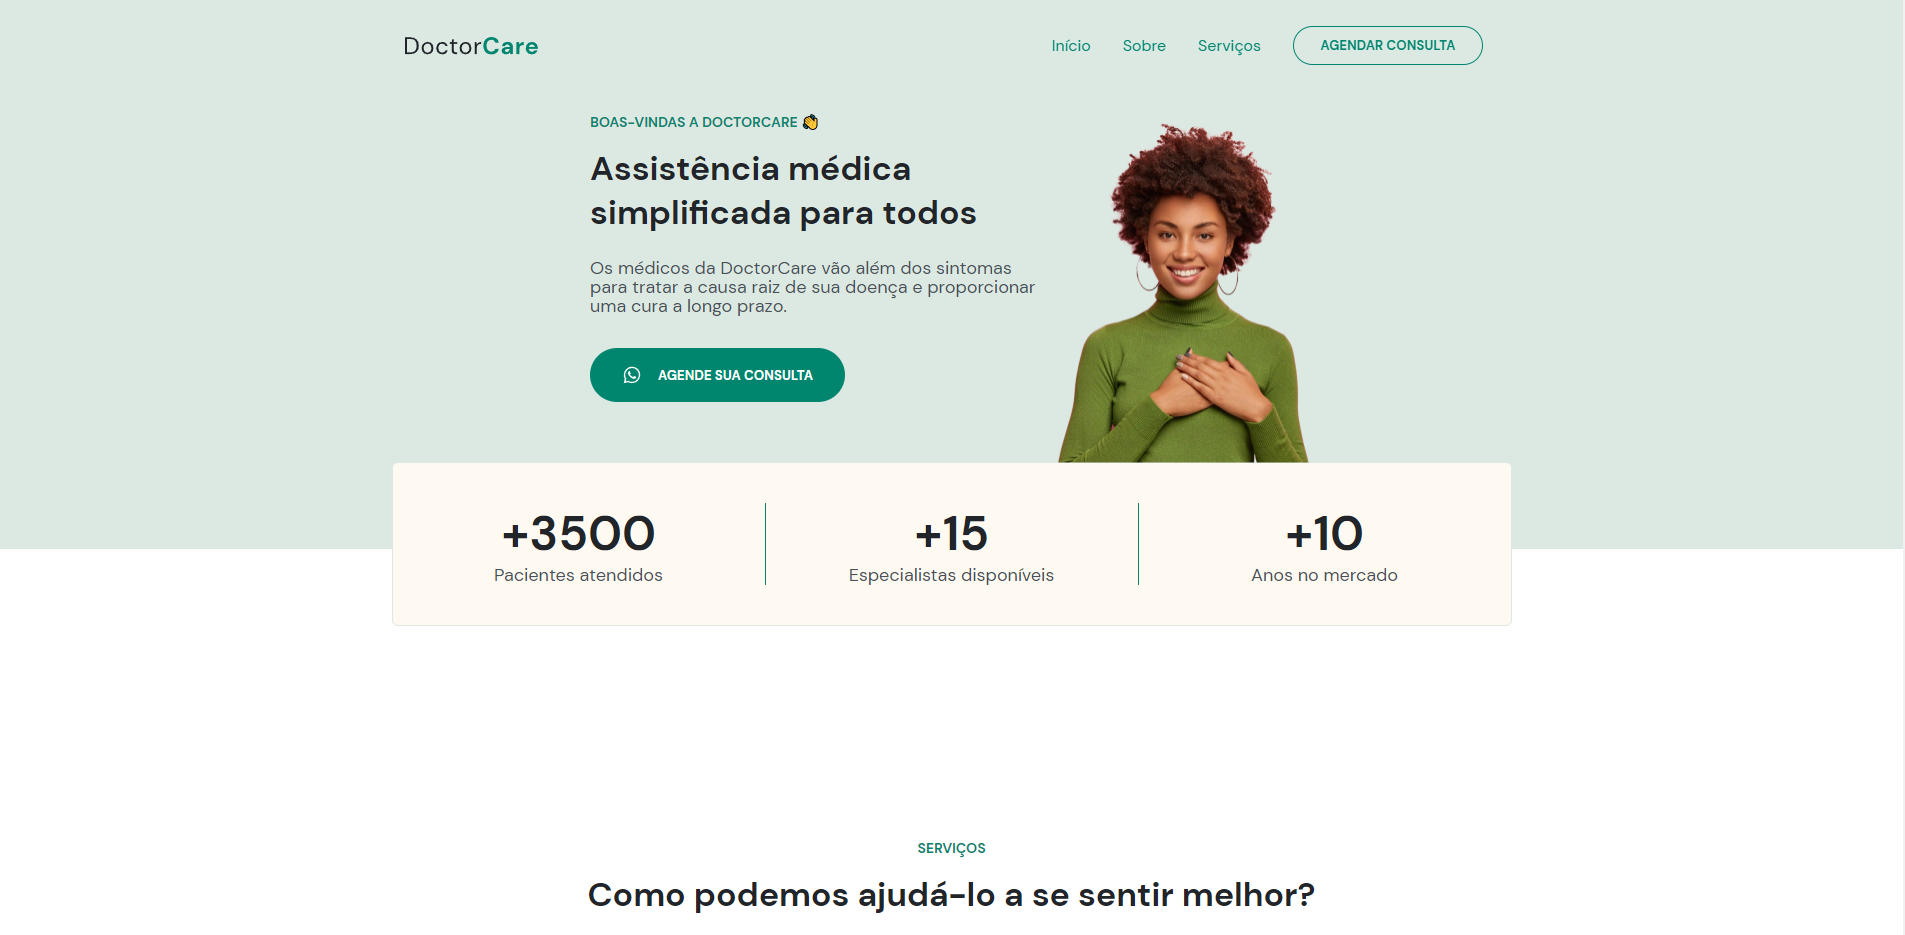 DoctorCare
Início
Sobre
Serviços
AGENDAR CONSULTA
BOAS-VINDAS A DOCTORCARE 👏
Assistência médica
simplificada para todos
Os médicos da DoctorCare vão além dos sintomas
para tratar a causa raiz de sua doença e proporcionar
uma cura a longo prazo.
AGENDE SUA CONSULTA
+3500
Pacientes atendidos
+15
Especialistas disponíveis
+10
Anos no mercado
SERVIÇOS
Como podemos ajudá-lo a se sentir melhor?